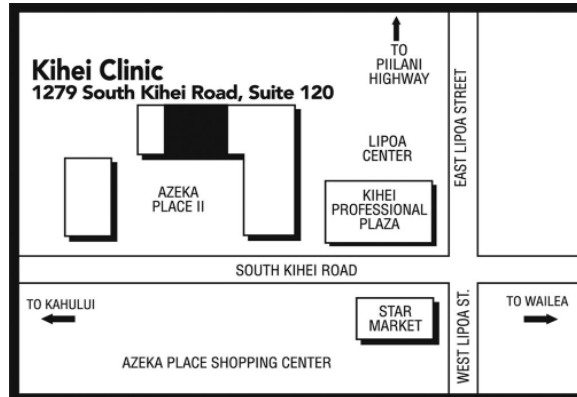 Kihei Clinic
1279 South Kihei Road, Suite 120
TO
PIILANI
HIGHWAY
EAST LIPOA STREET
LIPOA
CENTER
AZEKA
PLACE II
KIHEI
PROFESSIONAL
PLAZA
SOUTH KIHEI ROAD
TO KAHULUI
STAR
MARKET
WEST LIPOA ST.
TO WAILEA
AZEKA PLACE SHOPPING CENTER